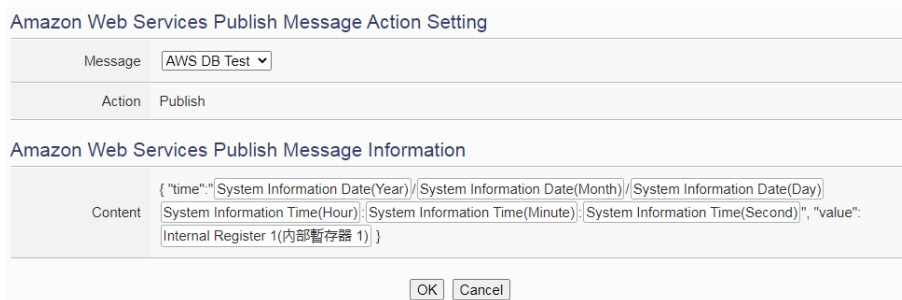 Amazon Web Services Publish Message Action Setting
Message AWS DB Test
Action Publish
Amazon Web Services Publish Message Information
{ "time":"System Information Date(Year)/System Information Date(Month)/System Information Date(Day)
Content System Information Time(Hour):System Information Time(Minute):System Information Time(Second)", "value":
Internal Register 1(內部暫存器 1) }
OK Cancel